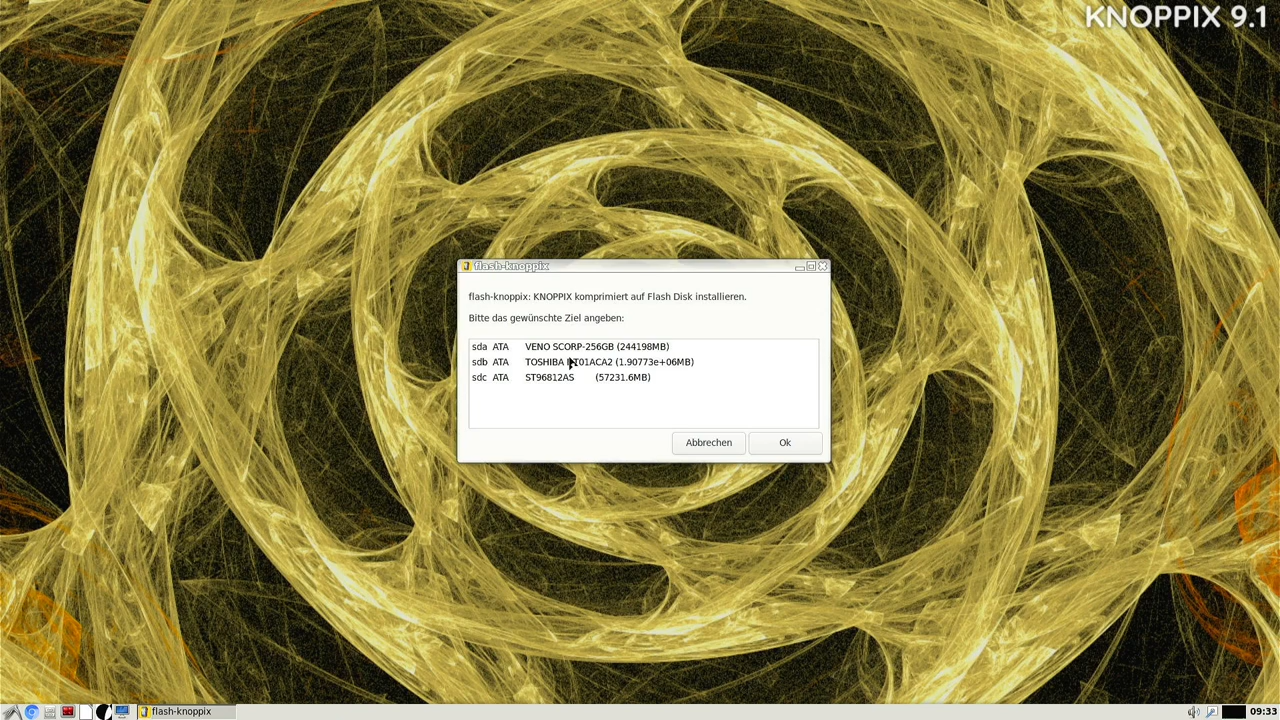 KNOPPIX 9.1
flash-knoppix
flash-knoppix: KNOPPIX komprimiert auf Flash Disk installieren.
Bitte das gewünschte Ziel angeben:
sda ATA VENO SCORP-256GB (244198MB)
sdb ATA TOSHIBA (1.90773e+06MB)
sdc ATA ST96812AS (57231.6MB)
Abbrechen Ok
flash-knoppix 09:33